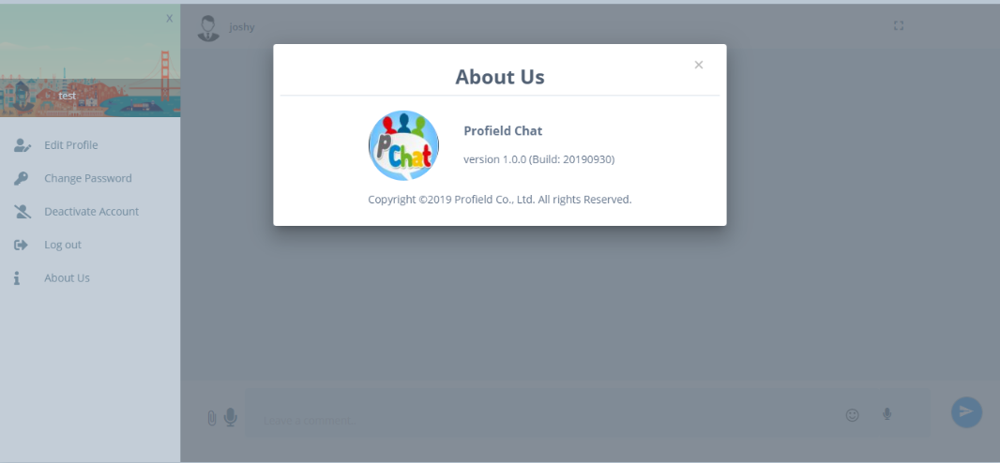 X
test
Edit Profile
Change Password
Deactivate Account
Log out
About Us
joshy
About Us
×
PChat
Profield Chat
version 1.0.0 (Build: 20190930)
Copyright ©2019 Profield Co., Ltd. All rights Reserved.
Leave a comment